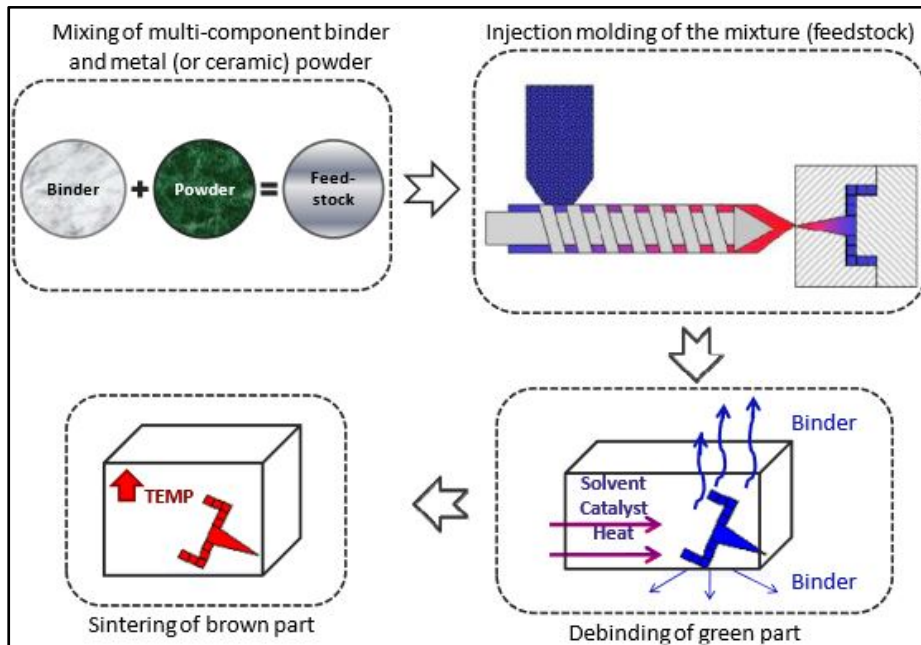 Mixing of multi-component binder
and metal (or ceramic) powder
Binder
+
Powder
=
Feed-
stock
Injection molding of the mixture (feedstock)
Binder
Solvent
Catalyst
Heat
Binder
Debinding of green part
TEMP
Sintering of brown part